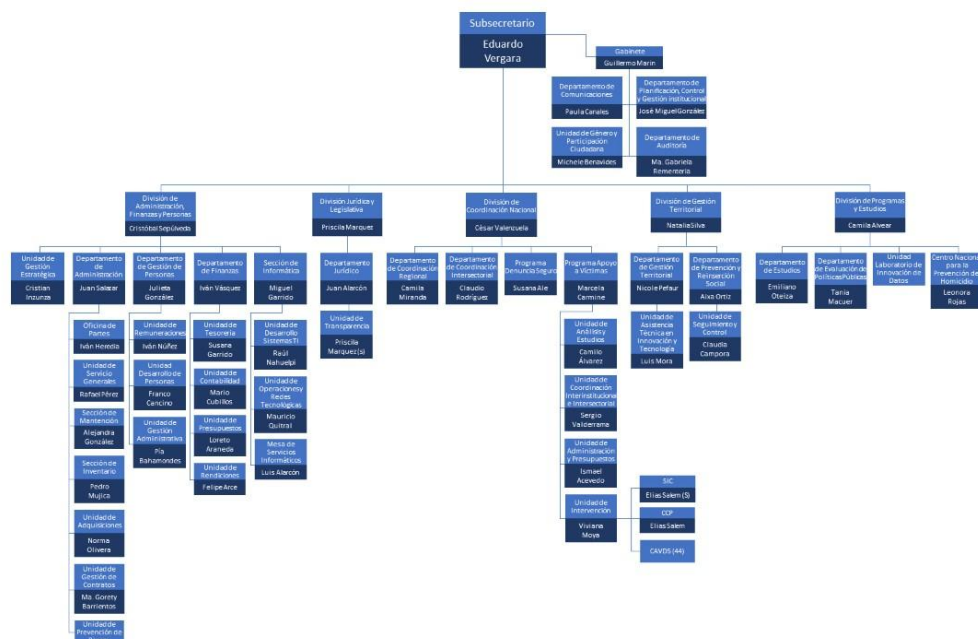 Subsecretario
Eduardo
Vergara
Gabinete
Guillermo Marin
Departamento de
Comunicaciones
Paula Canales
Departamento de
Planificación, Control
y Gestión institucional
José Miguel González
Unidad de Género y
Participación
Ciudadana
Michele Benavides
Departamento de
Auditoría
Ma. Gabriela
Rementería
División de
Administración,
Finanzas y Personas
Cristóbal Sepúlveda
División Jurídica y
Legislativa
Priscila Marquez
División de
Coordinación Nacional
César Valenzuela
División de Gestión
Territorial
Natalia Silva
División de Programas
y Estudios
Camila Alvear
Unidad de
Gestión
Estratégica
Cristian
Inzunza
Departamento
de
Administración
Juan Salazar
Departamento
de Gestión de
Personas
Julieta
González
Departamento
de Finanzas
Iván Vásquez
Sección de
Informática
Miguel
Garrido
Departamento
Jurídico
Juan Alarcón
Departamento
de Coordinación
Regional
Camila
Miranda
Departamento
de Coordinación
Intersectorial
Claudio
Rodríguez
Programa
Denuncia Seguro
Susana Ale
Programa Apoyo
a Víctimas
Marcela
Carmine
Departamento
de Gestión
Territorial
Nicole Pefaur
Departamento
de Prevención y
Reinserción
Social
Alva Ortiz
Departamento
de Estudios
Emiliano
Oteiza
Departamento
de Evaluación de
Políticas Públicas
Tania
Macuer
Unidad
Laboratorio de
Innovación de
Datos
Centro Nacional
para la
Prevención de
Homicidio
Leonora
Rojas
Oficina de
Partes
Iván Heredia
Unidad de
Servicio
Generales
Rafael Pérez
Sección de
Mantención
Alejandra
González
Sección de
Inventario
Pedro
Mujica
Unidad de
Adquisiciones
Norma
Olivera
Unidad de
Gestión de
Contratos
Ma. Gorety
Barrientos
Unidad de
Prevención de
Unidad de
Remuneraciones
Iván Núñez
Unidad
Desarrollo de
Personas
Franco
Cancino
Unidad de
Gestión
Administrativa
Pía
Bahamondes
Unidad de
Tesorería
Susana
Garrido
Unidad de
Contabilidad
Mario
Cubillos
Unidad de
Presupuestos
Loreto
Araneda
Unidad de
Rendiciones
Felipe Arce
Unidad de
Desarrollo
Sistemas TI
Raúl
Nahuelpi
Unidad de
Operaciones y
Redes
Tecnológicas
Mauricio
Quitral
Mesa de
Servicios
Informáticos
Luis Alarcón
Unidad de
Transparencia
Priscila
Marquez (s)
Unidad de
Análisis y
Estudios
Camilo
Álvarez
Unidad de
Coordinación
Interinstitucional
e Intersectorial
Sergio
Valderrama
Unidad de
Administración
y Presupuestos
Ismael
Acevedo
Unidad de
Intervención
Viviana
Moya
SIC
Elías Salem (S)
CCP
Elías Salem
CAVDS (44)
Unidad de
Asistencia
Técnica en
Innovación y
Tecnología
Luis Mora
Unidad de
Seguimiento y
Control
Claudia
Campora